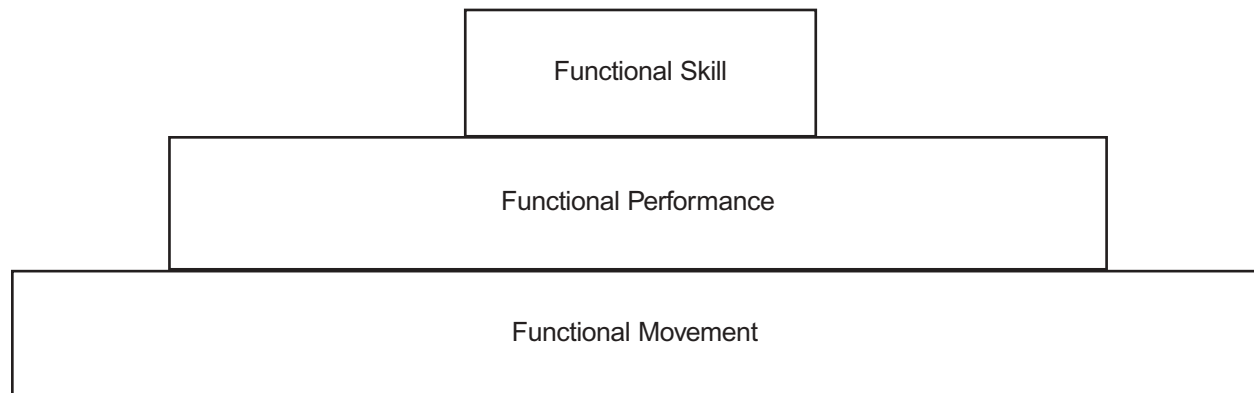 Functional Skill
Functional Performance
Functional Movement